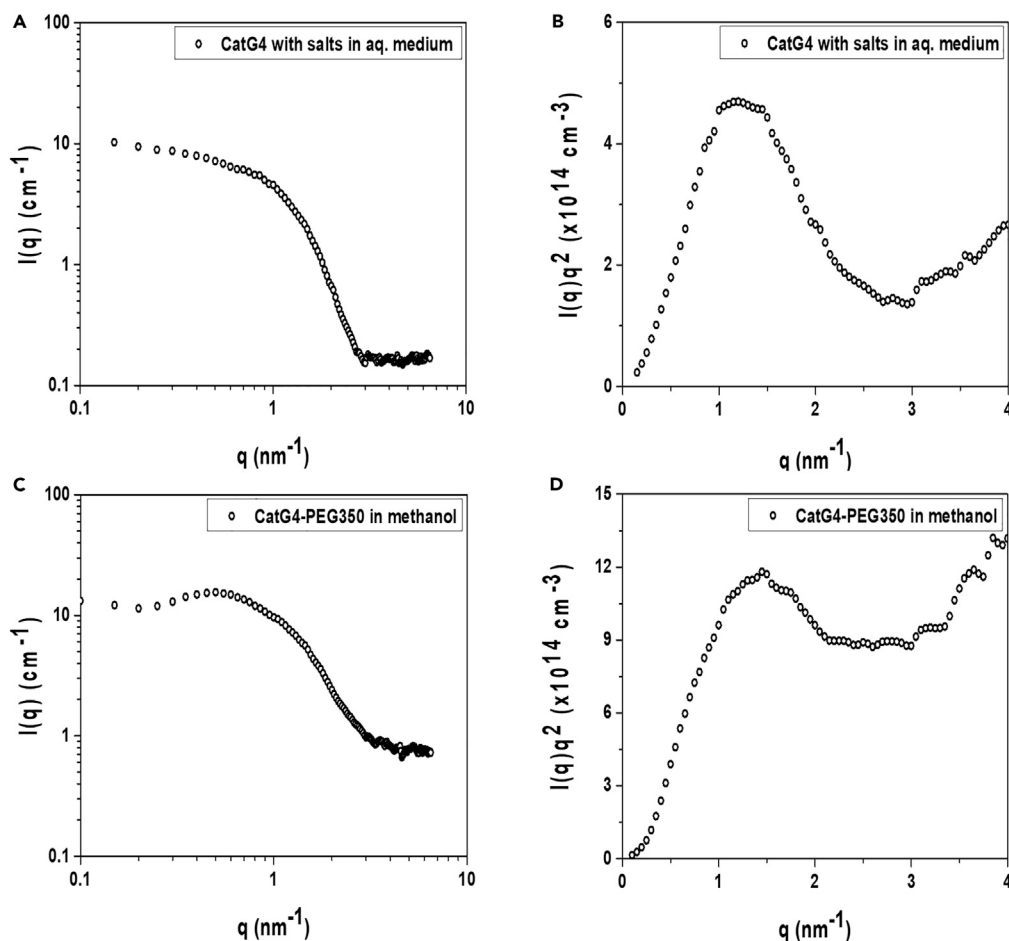 A
CatG4 with salts in aq. medium
100
10
1
0.1
I(q) (cm⁻¹)
0.1 1 10
q (nm⁻¹)
B
CatG4 with salts in aq. medium
6
4
2
0
I(q)q² (x10¹⁴ cm⁻³)
0 1 2 3 4
q (nm⁻¹)
C
CatG4-PEG350 in methanol
100
10
1
0.1
I(q) (cm⁻¹)
0.1 1 10
q (nm⁻¹)
D
CatG4-PEG350 in methanol
15
12
9
6
3
0
I(q)q² (x10¹⁴ cm⁻³)
0 1 2 3 4
q (nm⁻¹)